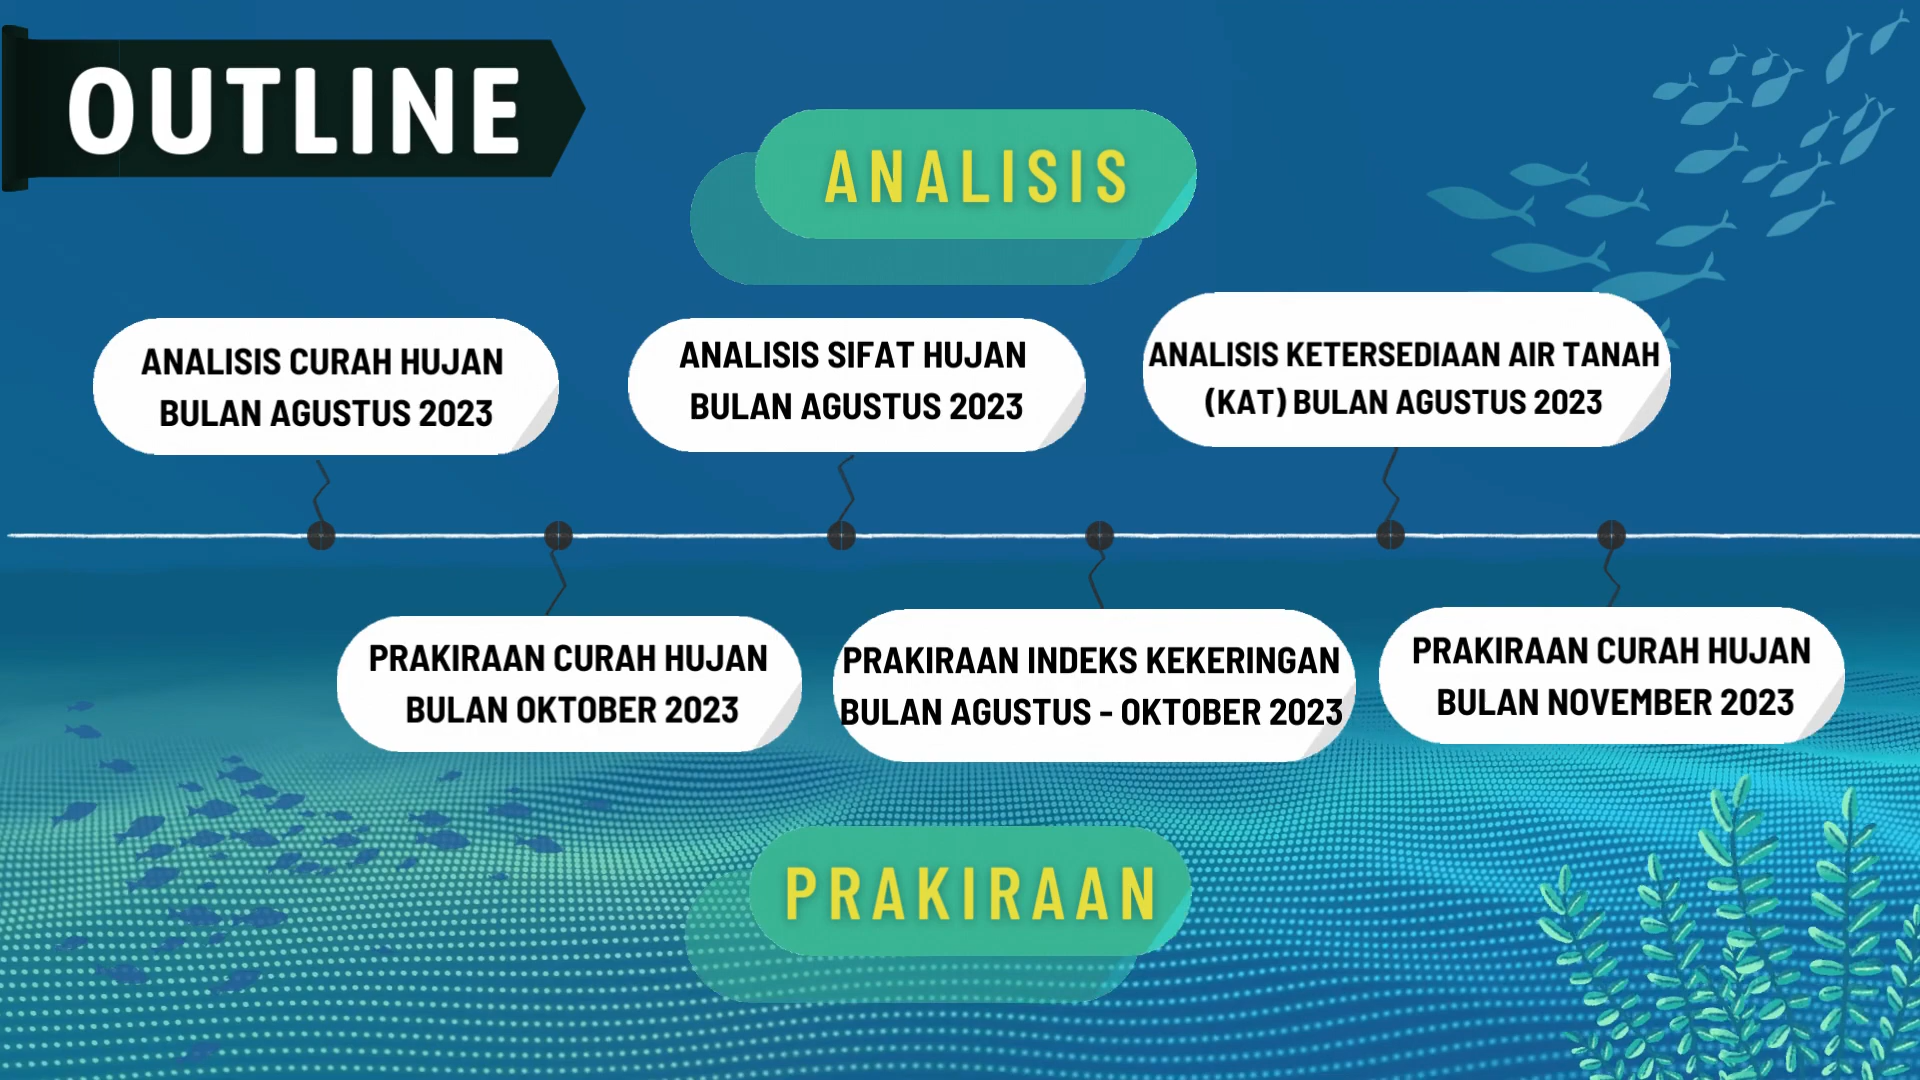 OUTLINE
ANALISIS
ANALISIS CURAH HUJAN
BULAN AGUSTUS 2023
ANALISIS SIFAT HUJAN
BULAN AGUSTUS 2023
ANALISIS KETERSEDIAAN AIR TANAH
(KAT) BULAN AGUSTUS 2023
PRAKIRAAN CURAH HUJAN
BULAN OKTOBER 2023
PRAKIRAAN INDEKS KEKERINGAN
BULAN AGUSTUS - OKTOBER 2023
PRAKIRAAN CURAH HUJAN
BULAN NOVEMBER 2023
PRAKIRAAN